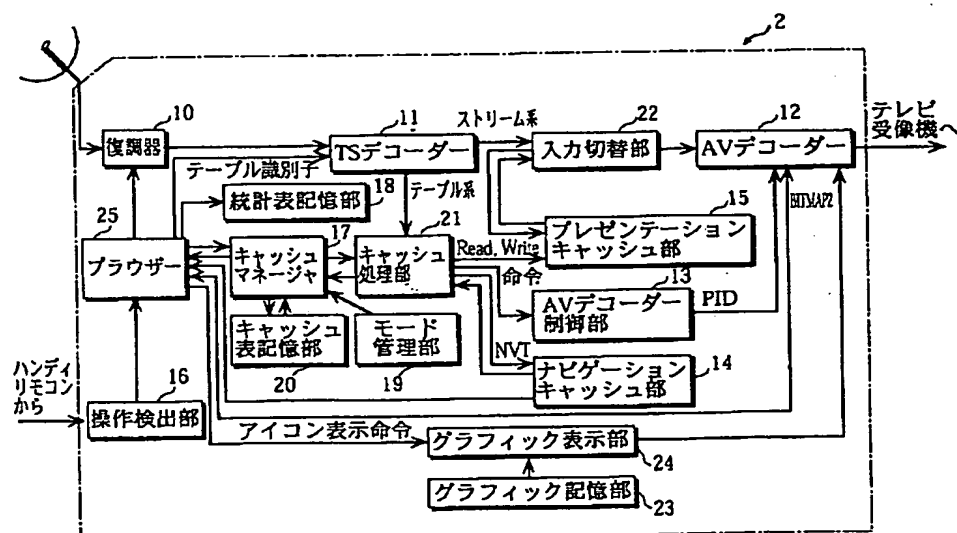 2
10
復調器
11
TSデコーダー
ストリーム系
22
入力切替部
12
AVデコーダー
テレビ
受像機へ
テーブル識別子
18
統計表記憶部
テーブル系
BITMAP2
25
ブラウザー
17
キャッシュ
マネージャ
21
キャッシュ
処理部
Read, Write
命令
15
プレゼンテーション
キャッシュ部
13
AVデコーダー
制御部
PID
キャッシュ
表記憶部
20
モード
管理部
19
NVT
ナビゲーション
キャッシュ部
14
ハンディ
リモコン
から
16
操作検出部
アイコン表示命令
グラフィック表示部
24
グラフィック記憶部
23